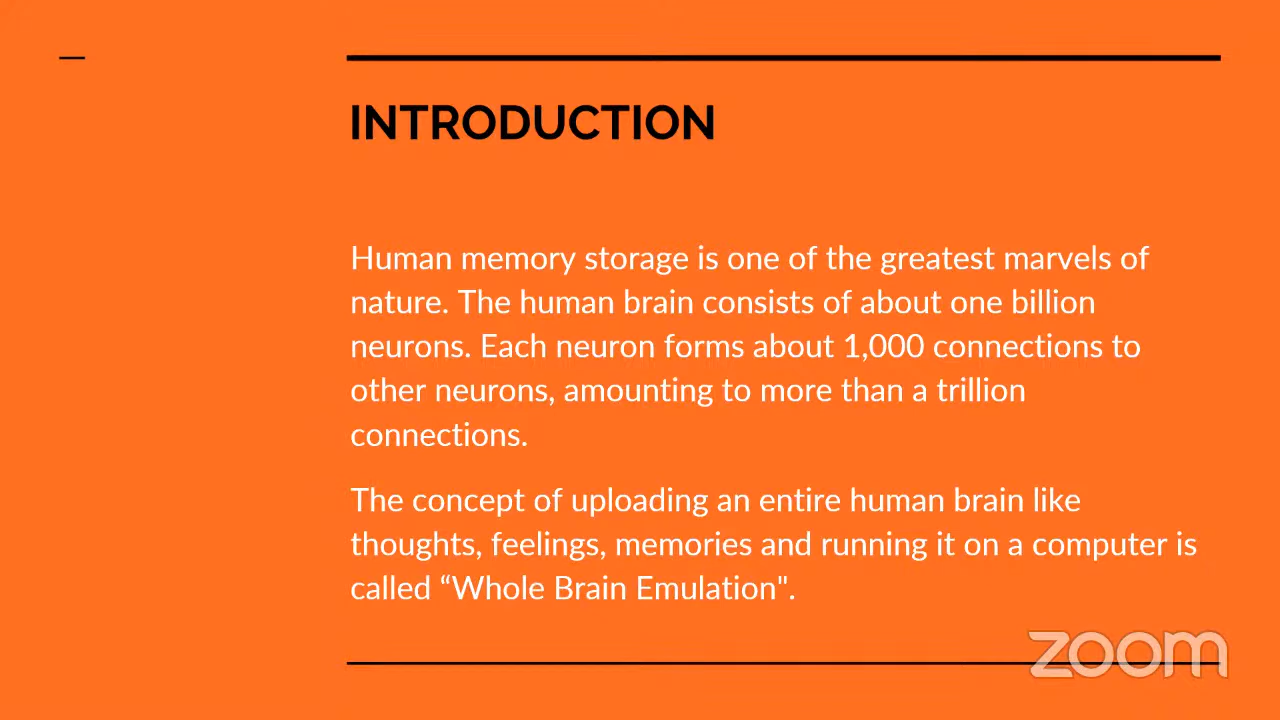 INTRODUCTION
Human memory storage is one of the greatest marvels of
nature. The human brain consists of about one billion
neurons. Each neuron forms about 1,000 connections to
other neurons, amounting to more than a trillion
connections.
The concept of uploading an entire human brain like
thoughts, feelings, memories and running it on a computer is
called “Whole Brain Emulation".
zoom